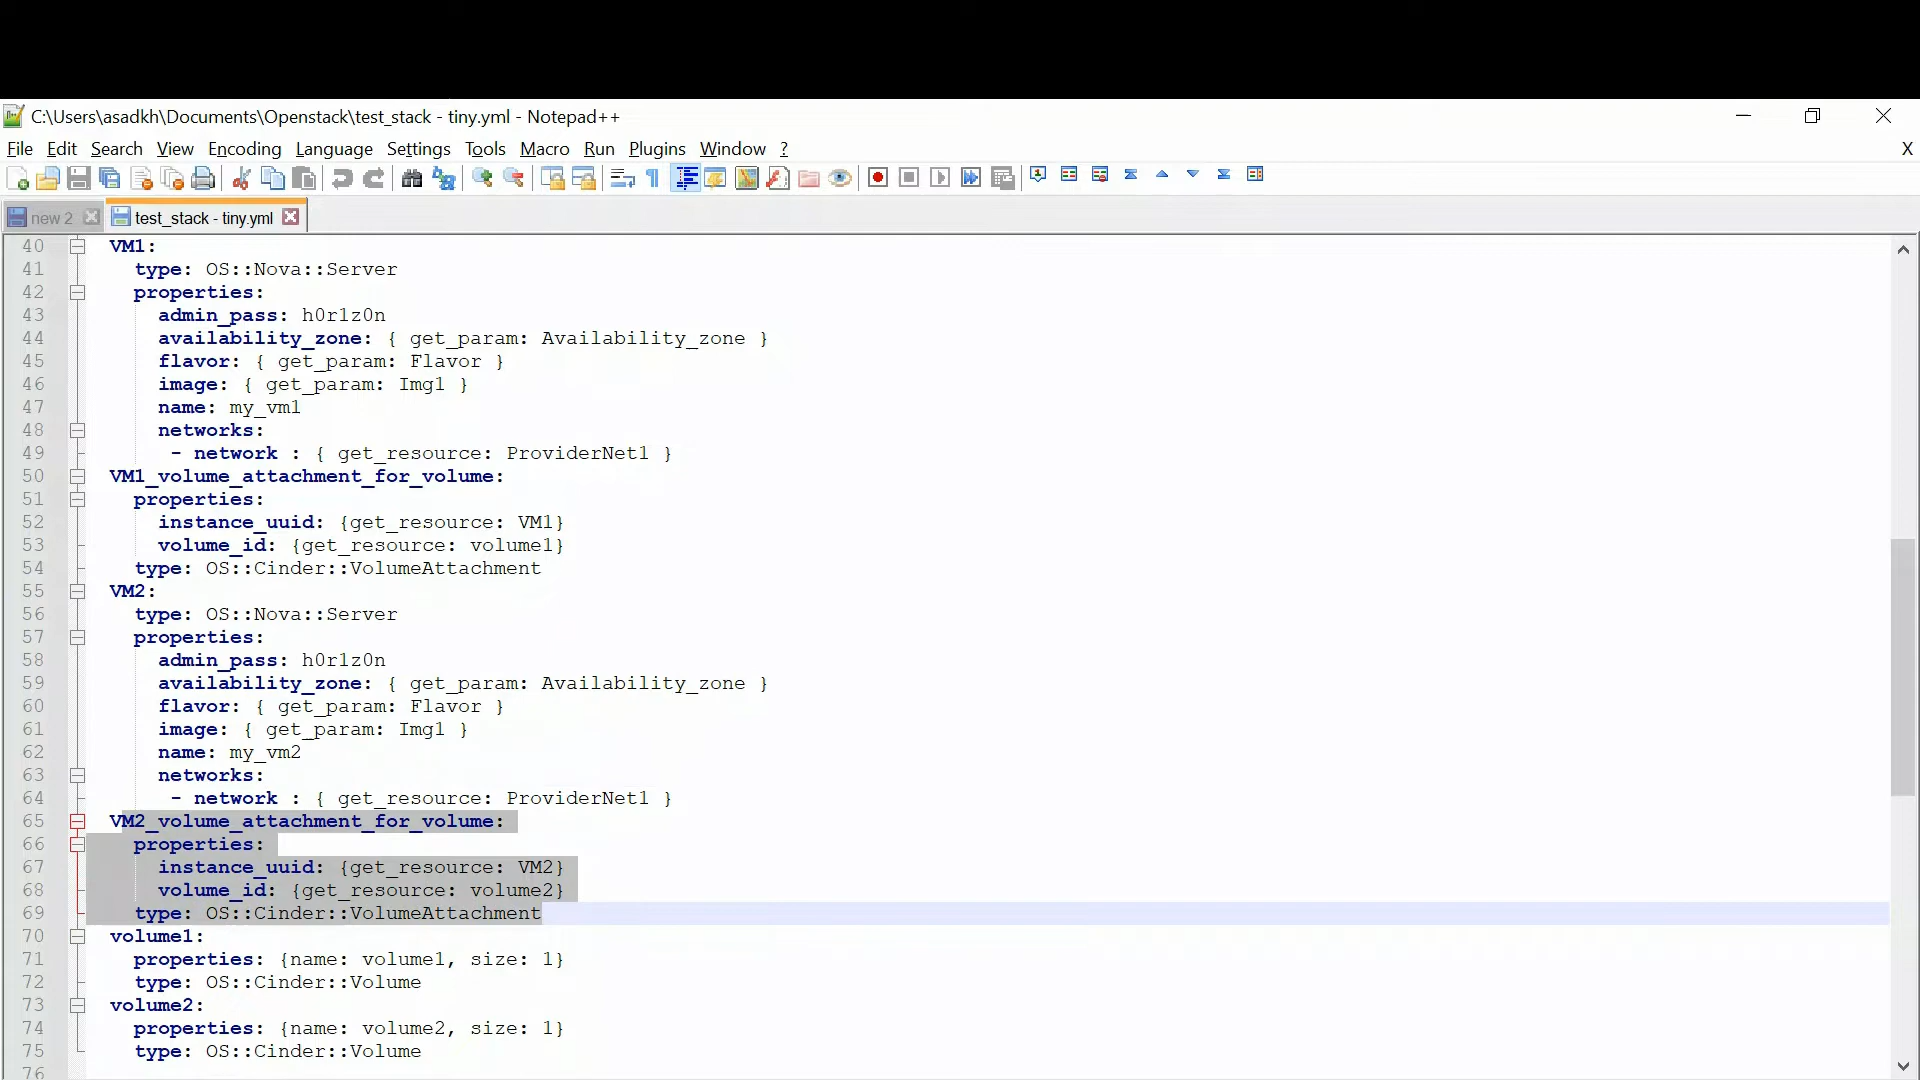 C:\Users\asadkh\Documents\Openstack\test_stack - tiny.yml - Notepad++
File Edit Search View Encoding Language Settings Tools Macro Run Plugins Window ? X
new 2 test_stack - tiny.yml
40 VM1:
41 type: OS::Nova::Server
42 properties:
43 admin_pass: h0r1z0n
44 availability_zone: { get_param: Availability_zone }
45 flavor: { get_param: Flavor }
46 image: { get_param: Img1 }
47 name: my_vm1
48 networks:
49 - network : { get_resource: ProviderNet1 }
50 VM1_volume_attachment_for_volume:
51 properties:
52 instance_uuid: {get_resource: VM1}
53 volume_id: {get_resource: volume1}
54 type: OS::Cinder::VolumeAttachment
55 VM2:
56 type: OS::Nova::Server
57 properties:
58 admin_pass: h0r1z0n
59 availability_zone: { get_param: Availability_zone }
60 flavor: { get_param: Flavor }
61 image: { get_param: Img1 }
62 name: my_vm2
63 networks:
64 - network : { get_resource: ProviderNet1 }
65 VM2_volume_attachment_for_volume:
66 properties:
67 instance_uuid: {get_resource: VM2}
68 volume_id: {get_resource: volume2}
69 type: OS::Cinder::VolumeAttachment
70 volume1:
71 properties: {name: volume1, size: 1}
72 type: OS::Cinder::Volume
73 volume2:
74 properties: {name: volume2, size: 1}
75 type: OS::Cinder::Volume
76